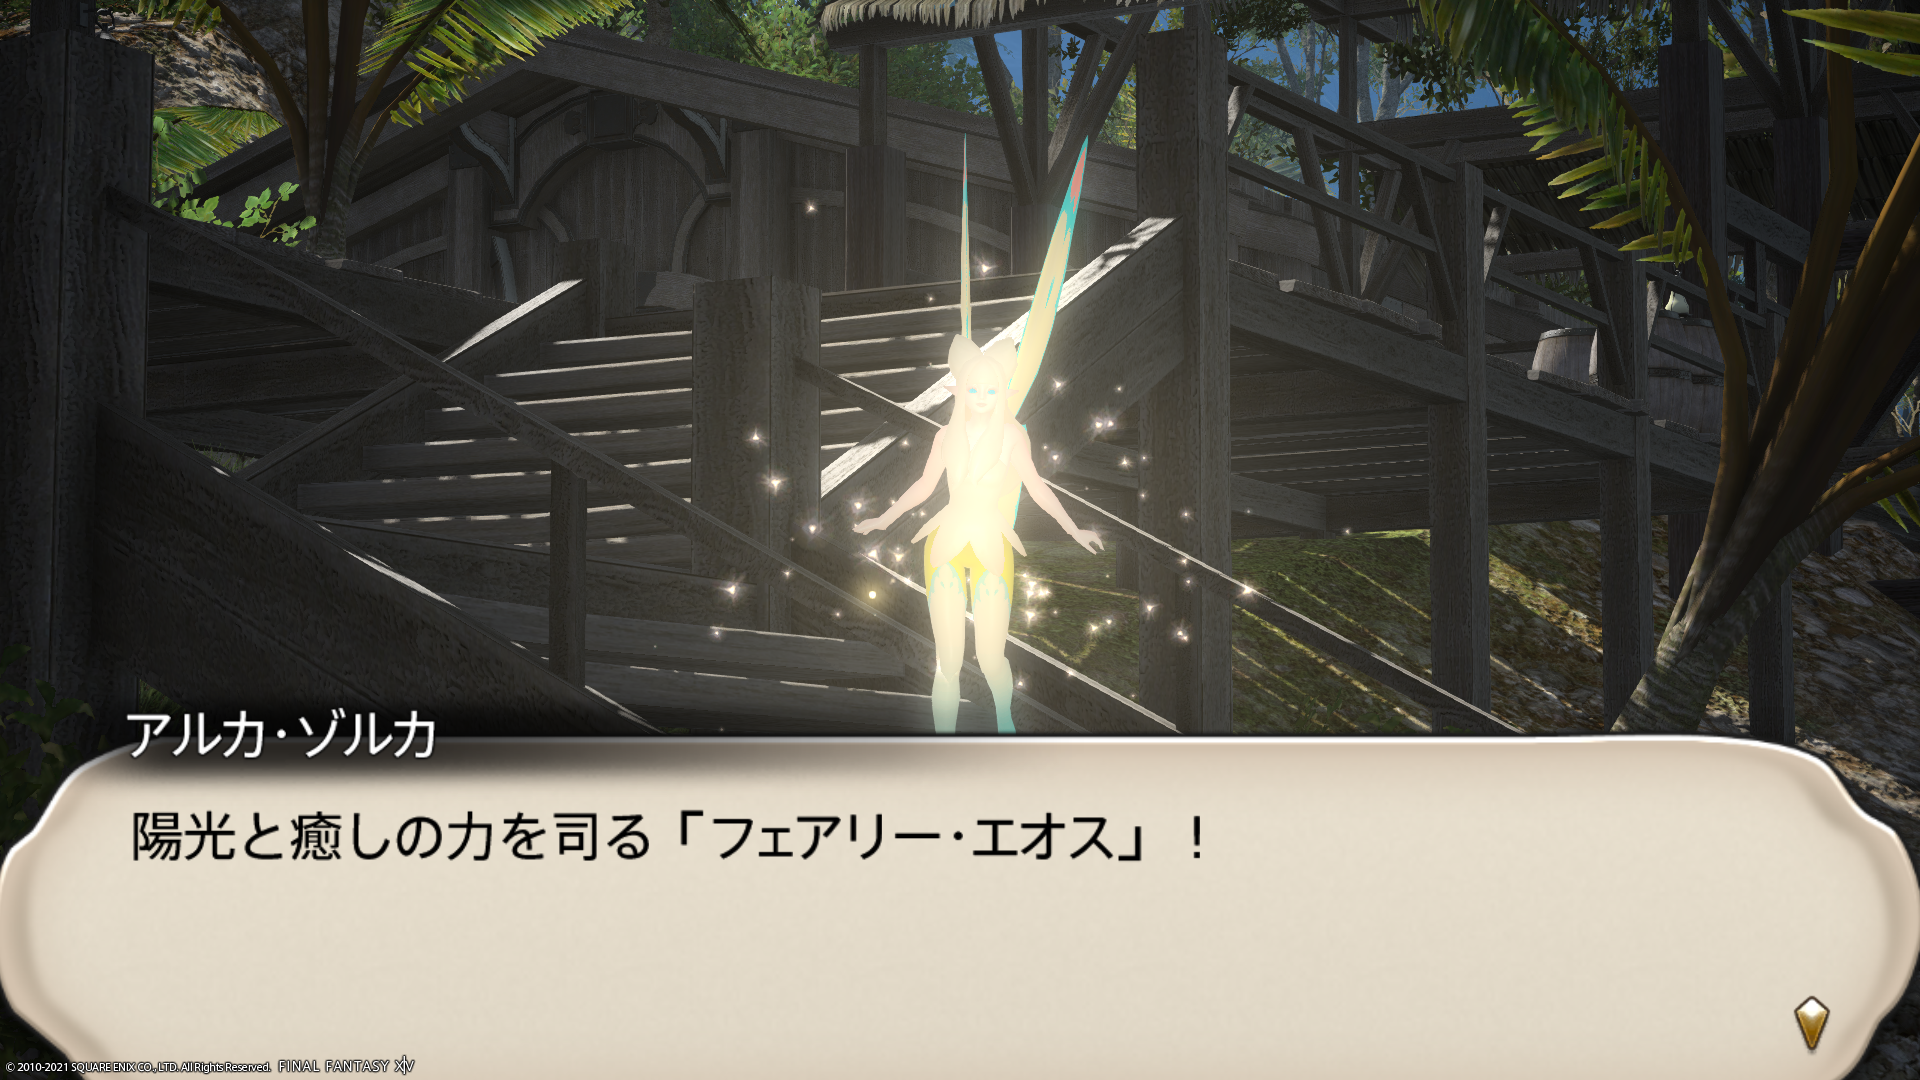 アルカ・ゾルカ
陽光と癒しの力を司る「フェアリー・エオス」！
© 2010-2021 SQUARE ENIX CO., LTD. All Rights Reserved. FINAL FANTASY XIV